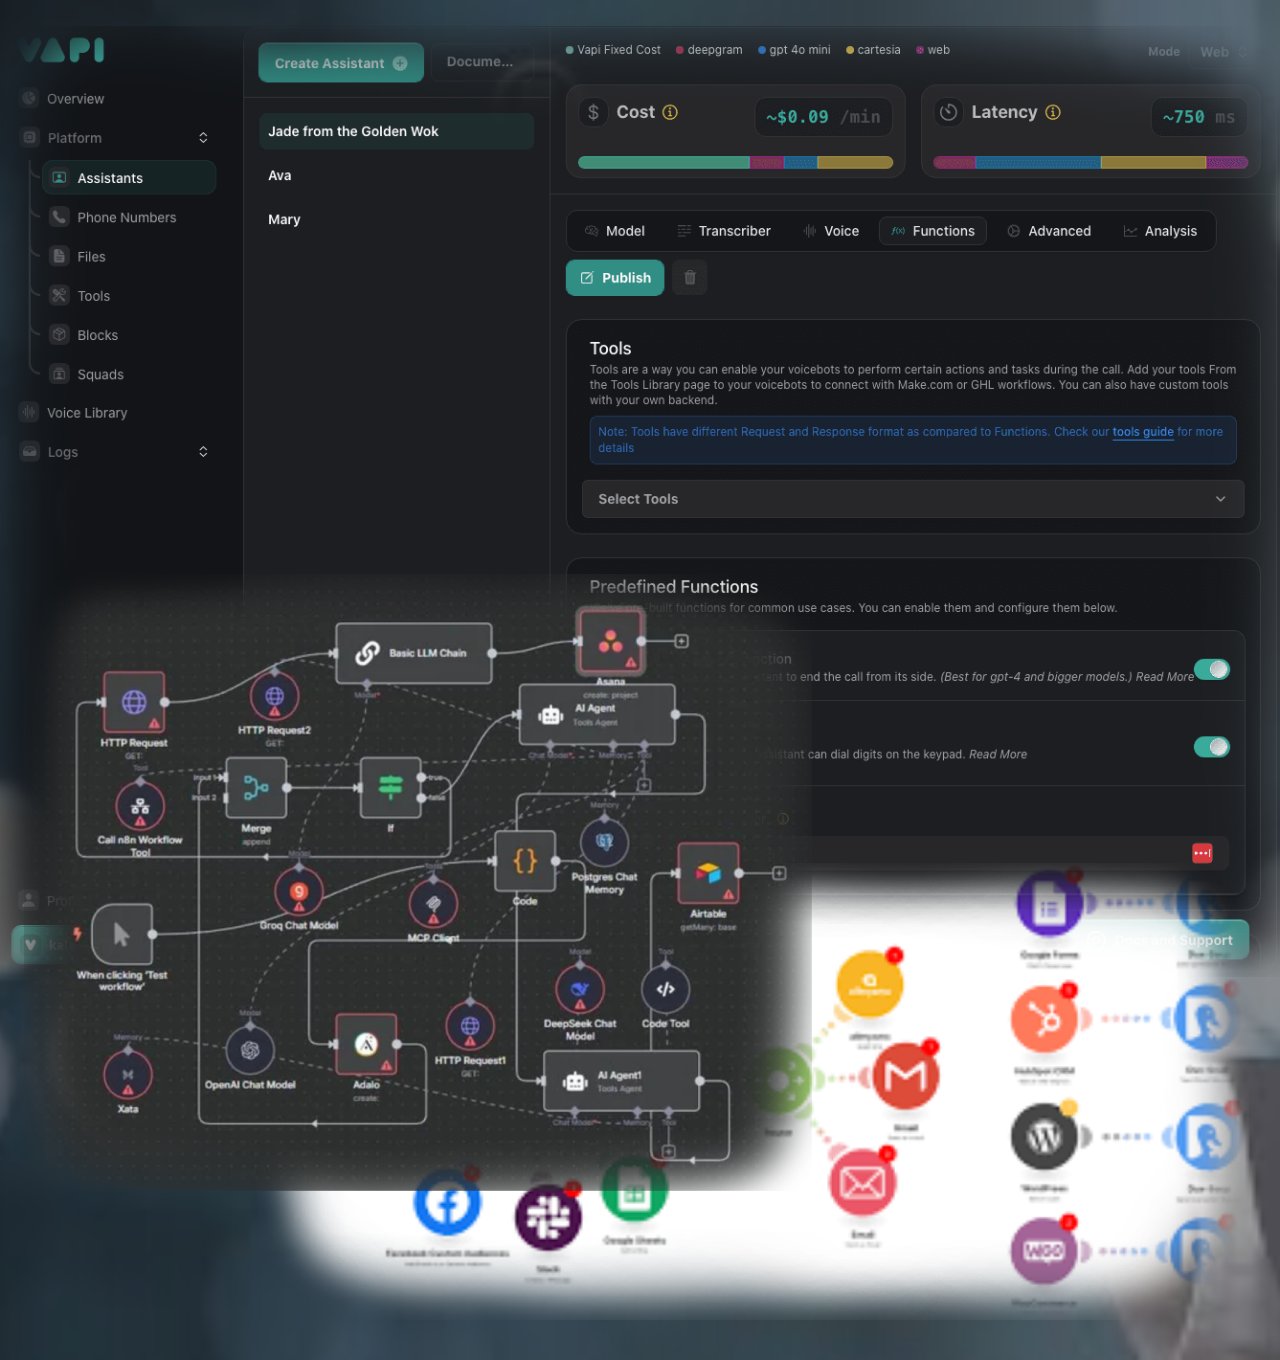 VAPI
Overview
Platform
Assistants
Phone Numbers
Files
Tools
Blocks
Squads
Voice Library
Logs
Create Assistant
Docume...
Jade from the Golden Wok
Ava
Mary
Vapi Fixed Cost
deepgram
gpt 4o mini
cartesia
web
Mode
Web
Cost
~$0.09 /min
Latency
~750 ms
Model
Transcriber
Voice
Functions
Advanced
Analysis
Publish
Tools
Tools are a way you can enable your voicebots to perform certain actions and tasks during the call. Add your tools From
the Tools Library page to your voicebots to connect with Make.com or GHL workflows. You can also have custom tools
with your own backend.
Note: Tools have different Request and Response format as compared to Functions. Check our tools guide for more
details
Select Tools
Predefined Functions
functions for common use cases. You can enable them and configure them below.
to end the call from its side. (Best for gpt-4 and bigger models.) Read More
can dial digits on the keypad. Read More
Docs and Support
Basic LLM Chain
Model*
Asana
create: project
HTTP Request
GET:
HTTP Request2
GET:
AI Agent
Tools Agent
Chat Model*
Memory
Tool
Tool
Call n8n Workflow
Tool
Input 1
Input 2
Merge
append
If
true
false
Memory
Postgres Chat
Memory
Code
Model
Groq Chat Model
Tools
MCP Client
Airtable
getMany: base
When clicking 'Test
workflow'
Model
DeepSeek Chat
Model
Tool
Code Tool
Memory
Xata
Model
OpenAI Chat Model
Adalo
create:
HTTP Request1
GET:
AI Agent1
Tools Agent
Chat Model*
Memory
Tool
Google Forms
HubSpot CRM
Gmail
WordPress
Email
Woo
WooCommerce
Facebook Custom Audiences
Slack
Google Sheets